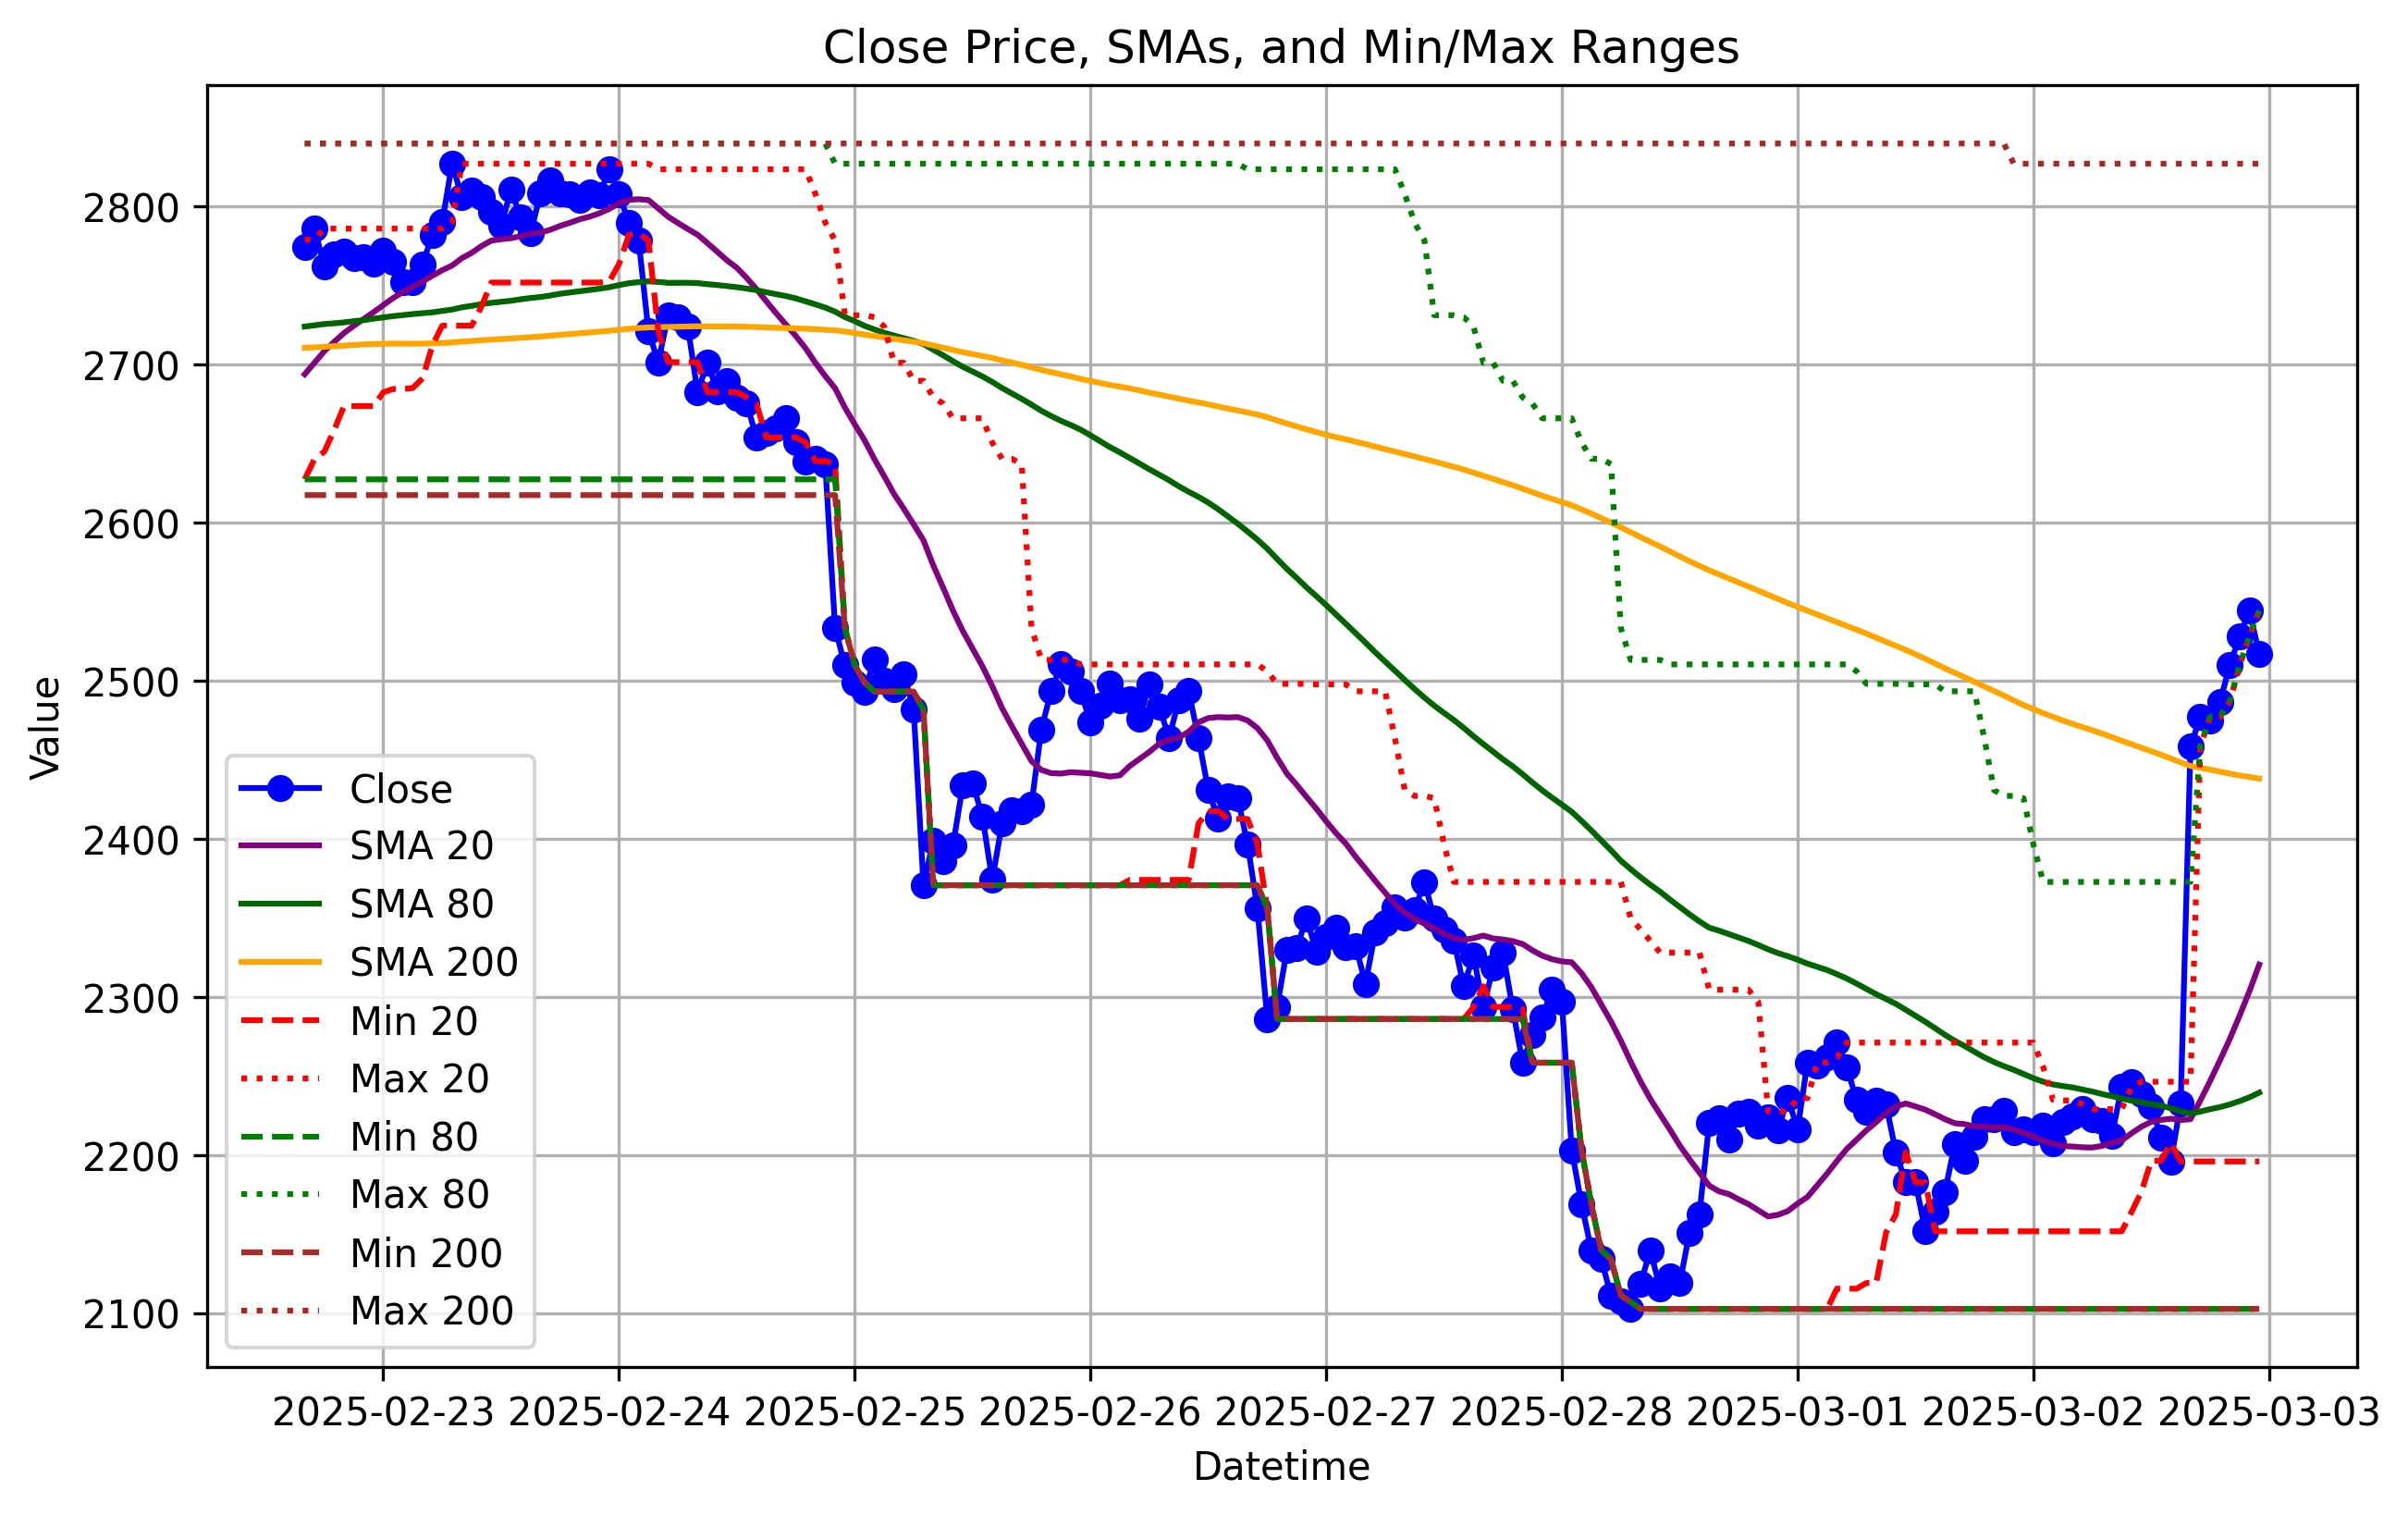 Close Price, SMAs, and Min/Max Ranges
Value
2800
2700
2600
2500
2400
2300
2200
2100
Close
SMA 20
SMA 80
SMA 200
Min 20
Max 20
Min 80
Max 80
Min 200
Max 200
2025-02-23 2025-02-24 2025-02-25 2025-02-26 2025-02-27 2025-02-28 2025-03-01 2025-03-02 2025-03-03
Datetime